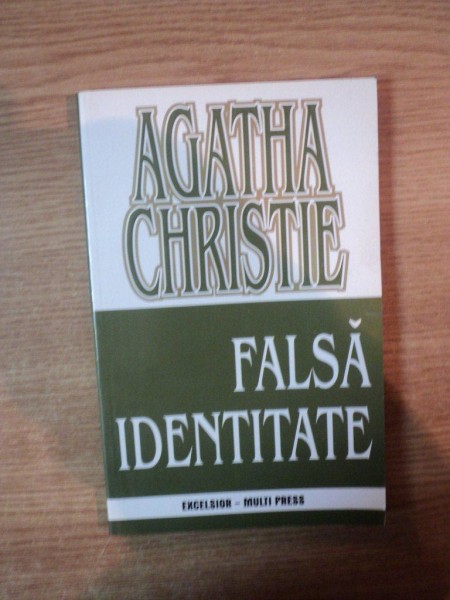 AGATHA
CHRISTIE
FALSĂ
IDENTITATE
EXCELSIOR - MULTI PRESS